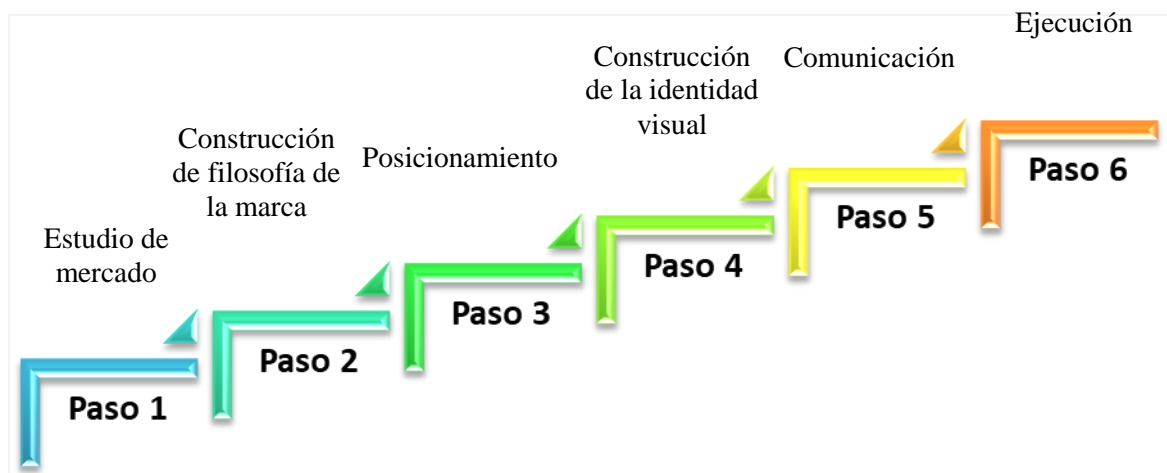 Estudio de
mercado
Paso 1
Construcción
de filosofía de
la marca
Paso 2
Posicionamiento
Paso 3
Construcción
de la identidad
visual
Paso 4
Comunicación
Paso 5
Ejecución
Paso 6